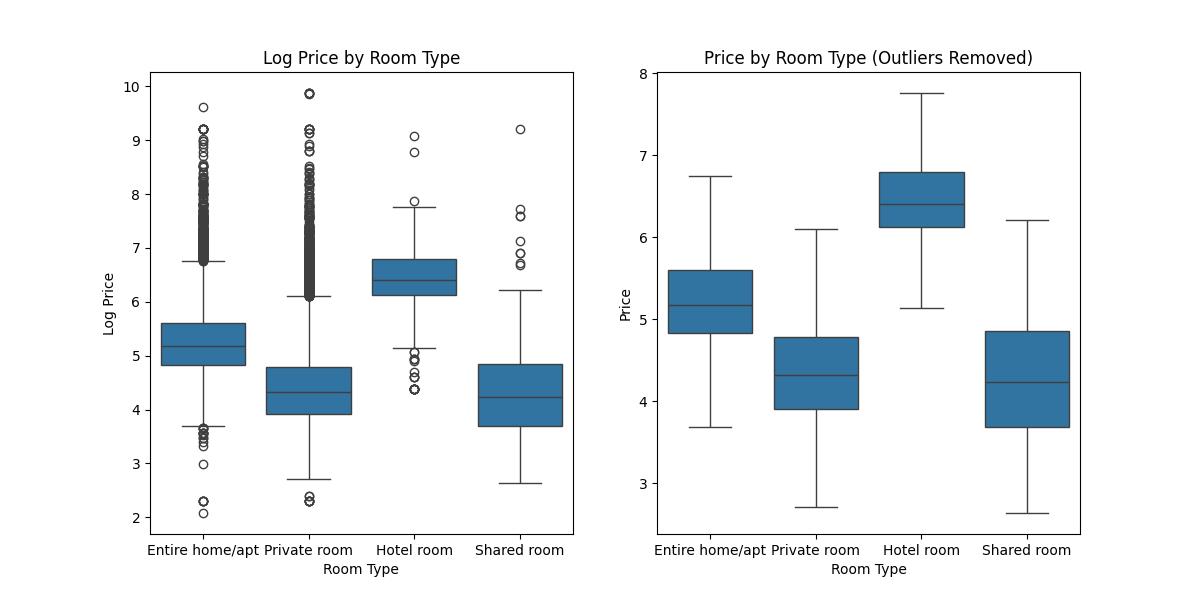 Log Price by Room Type
Log Price
10
9
8
7
6
5
4
3
2
Entire home/apt Private room Hotel room Shared room
Room Type
Price by Room Type (Outliers Removed)
Price
8
7
6
5
4
3
Entire home/apt Private room Hotel room Shared room
Room Type